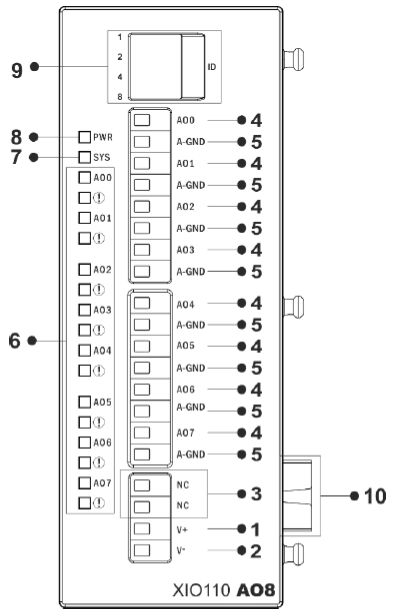 1
2
4
8
ID
9
8
PWR
7
SYS
AO0
!
AO1
!
AO2
!
AO3
!
6
AO4
!
AO5
!
AO6
!
AO7
!
AO0 4
A-GND 5
AO1 4
A-GND 5
AO2 4
A-GND 5
AO3 4
A-GND 5
AO4 4
A-GND 5
AO5 4
A-GND 5
AO6 4
A-GND 5
AO7 4
A-GND 5
NC
3
NC
V+ 1
V- 2
10
XIO110 AO8